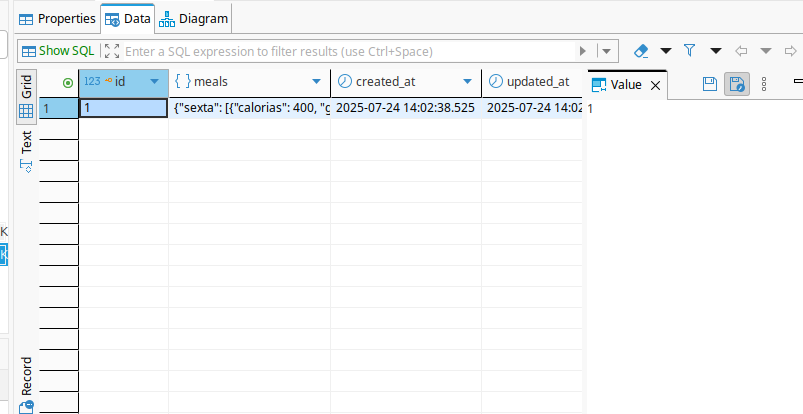 Properties Data Diagram
Show SQL Enter a SQL expression to filter results (use Ctrl+Space)
Grid
Text
Record
123 id { } meals created_at updated_at
1 1 {"sexta": [{"calorias": 400, "g 2025-07-24 14:02:38.525 2025-07-24 14:02
Value
1
K
K